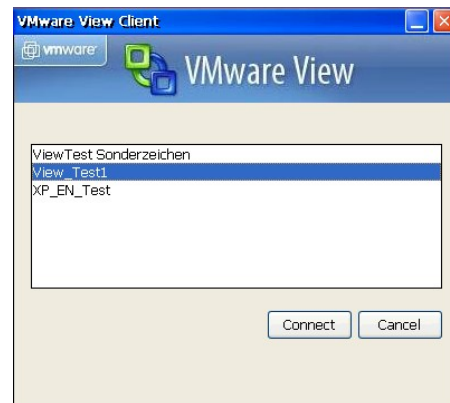 VMware View Client
vmware
VMware View
ViewTest Sonderzeichen
View_Test1
XP_EN_Test
Connect
Cancel